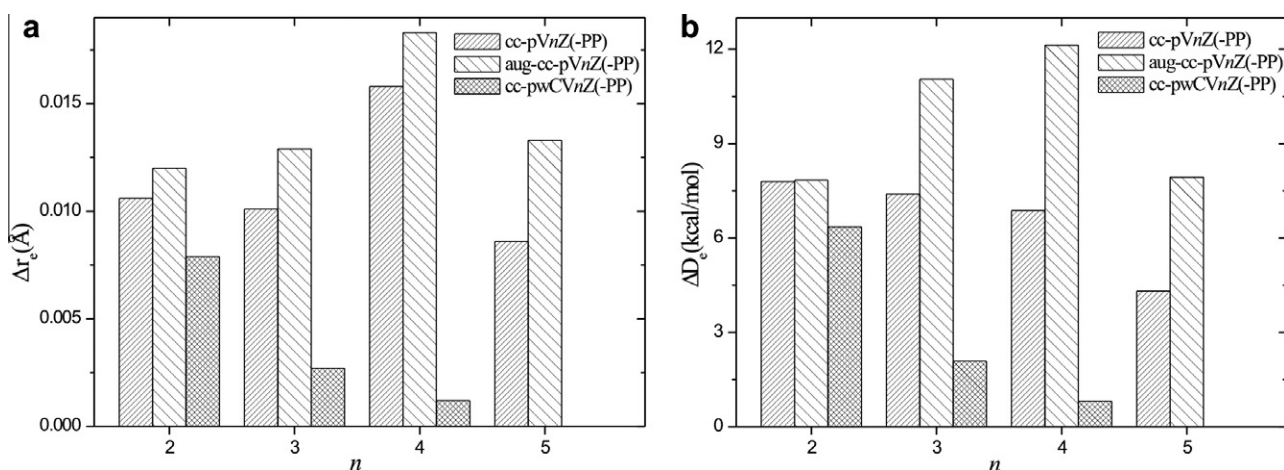 a
cc-pVnZ(-PP)
aug-cc-pVnZ(-PP)
cc-pwCVnZ(-PP)
0.015
0.010
0.005
0.000
Δrₑ(Å)
2 3 4 5
n
b
cc-pVnZ(-PP)
aug-cc-pVnZ(-PP)
cc-pwCVnZ(-PP)
12
9
6
3
0
ΔDₑ(kcal/mol)
2 3 4 5
n